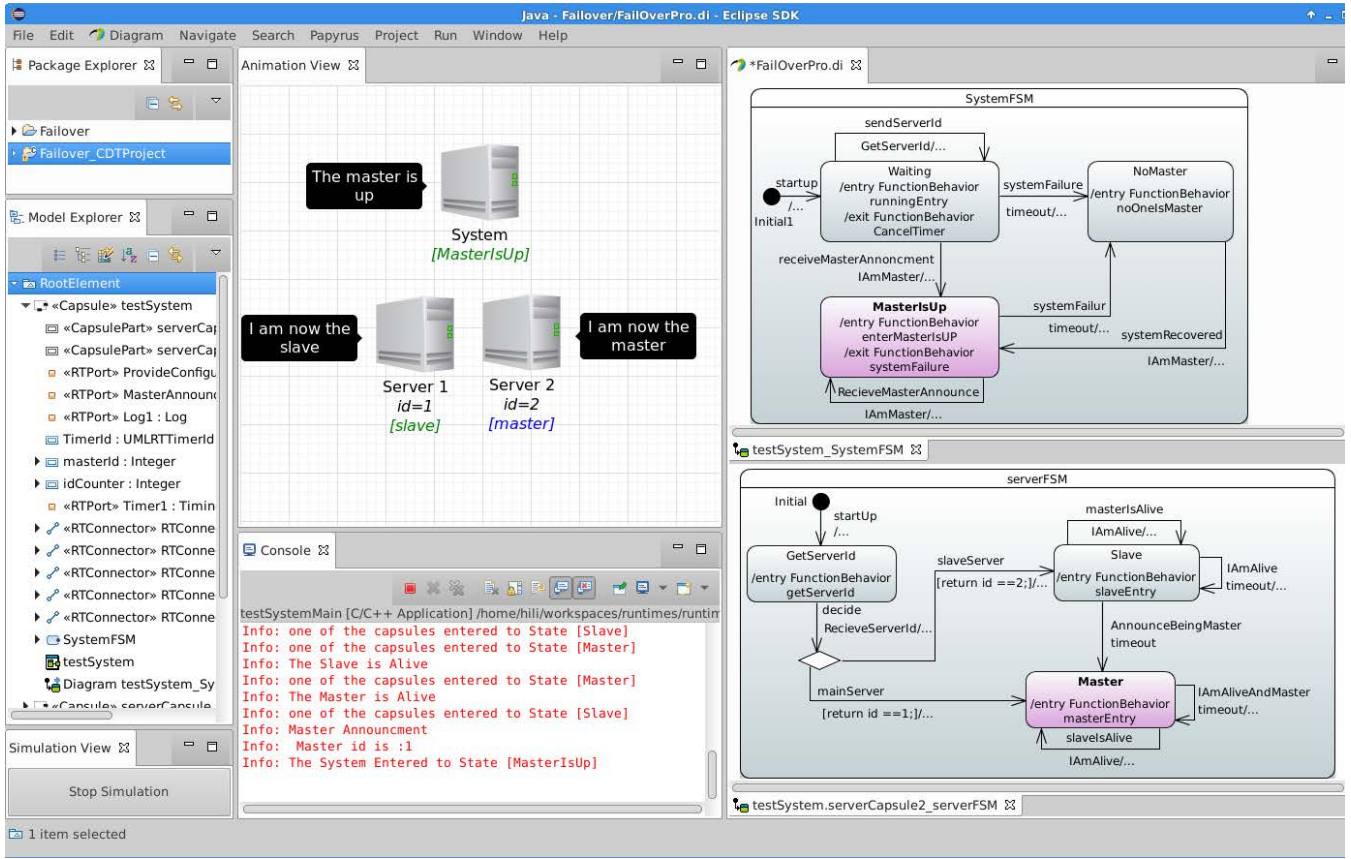 Java - Failover/FailOverPro.di - Eclipse SDK
File Edit Diagram Navigate Search Papyrus Project Run Window Help
Package Explorer
Failover
Failover_CDTProject
Model Explorer
RootElement
«Capsule» testSystem
«CapsulePart» serverCap
«CapsulePart» serverCap
«RTPort» ProvideConfigu
«RTPort» MasterAnnoun
«RTPort» Log1 : Log
TimerId : UMLRTTimerId
masterId : Integer
idCounter : Integer
«RTPort» Timer1 : Timin
«RTConnector» RTConne
«RTConnector» RTConne
«RTConnector» RTConne
«RTConnector» RTConne
«RTConnector» RTConne
SystemFSM
testSystem
Diagram testSystem_Sy
«Capsule» serverCapsule
Simulation View
Stop Simulation
1 item selected
Animation View
The master is
up
System
[MasterIsUp]
I am now the
slave
I am now the
master
Server 1
id=1
[slave]
Server 2
id=2
[master]
Console
testSystemMain [C/C++ Application] /home/hili/workspaces/runtimes/runtim
Info: one of the capsules entered to State [Slave]
Info: one of the capsules entered to State [Master]
Info: The Slave is Alive
Info: one of the capsules entered to State [Master]
Info: The Master is Alive
Info: one of the capsules entered to State [Slave]
Info: Master Announcment
Info:  Master id is :1
Info: The System Entered to State [MasterIsUp]
*FailOverPro.di
SystemFSM
sendServerId
GetServerId/...
startup
/...
Initial1
Waiting
/entry FunctionBehavior
runningEntry
/exit FunctionBehavior
CancelTimer
systemFailure
timeout/...
NoMaster
/entry FunctionBehavior
noOneIsMaster
receiveMasterAnnoncment
IAmMaster/...
MasterIsUp
/entry FunctionBehavior
enterMasterIsUP
/exit FunctionBehavior
systemFailure
systemFailur
timeout/...
systemRecovered
IAmMaster/...
RecieveMasterAnnounce
IAmMaster/...
testSystem_SystemFSM
serverFSM
Initial
startUp
/...
GetServerId
/entry FunctionBehavior
getServerId
decide
RecieveServerId/...
slaveServer
[return id ==2;]/...
masterIsAlive
IAmAlive/...
Slave
/entry FunctionBehavior
slaveEntry
IAmAlive
timeout/...
AnnounceBeingMaster
timeout
mainServer
[return id ==1;]/...
Master
/entry FunctionBehavior
masterEntry
IAmAliveAndMaster
timeout/...
slaveIsAlive
IAmAlive/...
testSystem.serverCapsule2_serverFSM